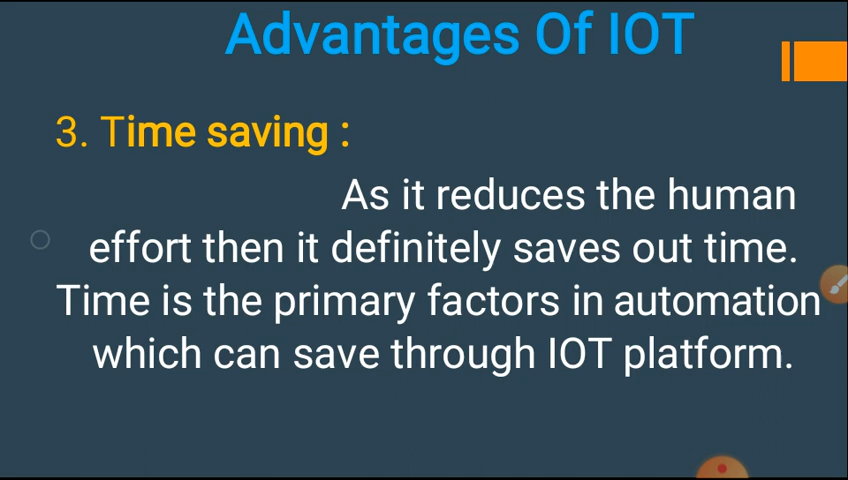 Advantages Of IOT
3. Time saving :
As it reduces the human
effort then it definitely saves out time.
Time is the primary factors in automation
which can save through IOT platform.